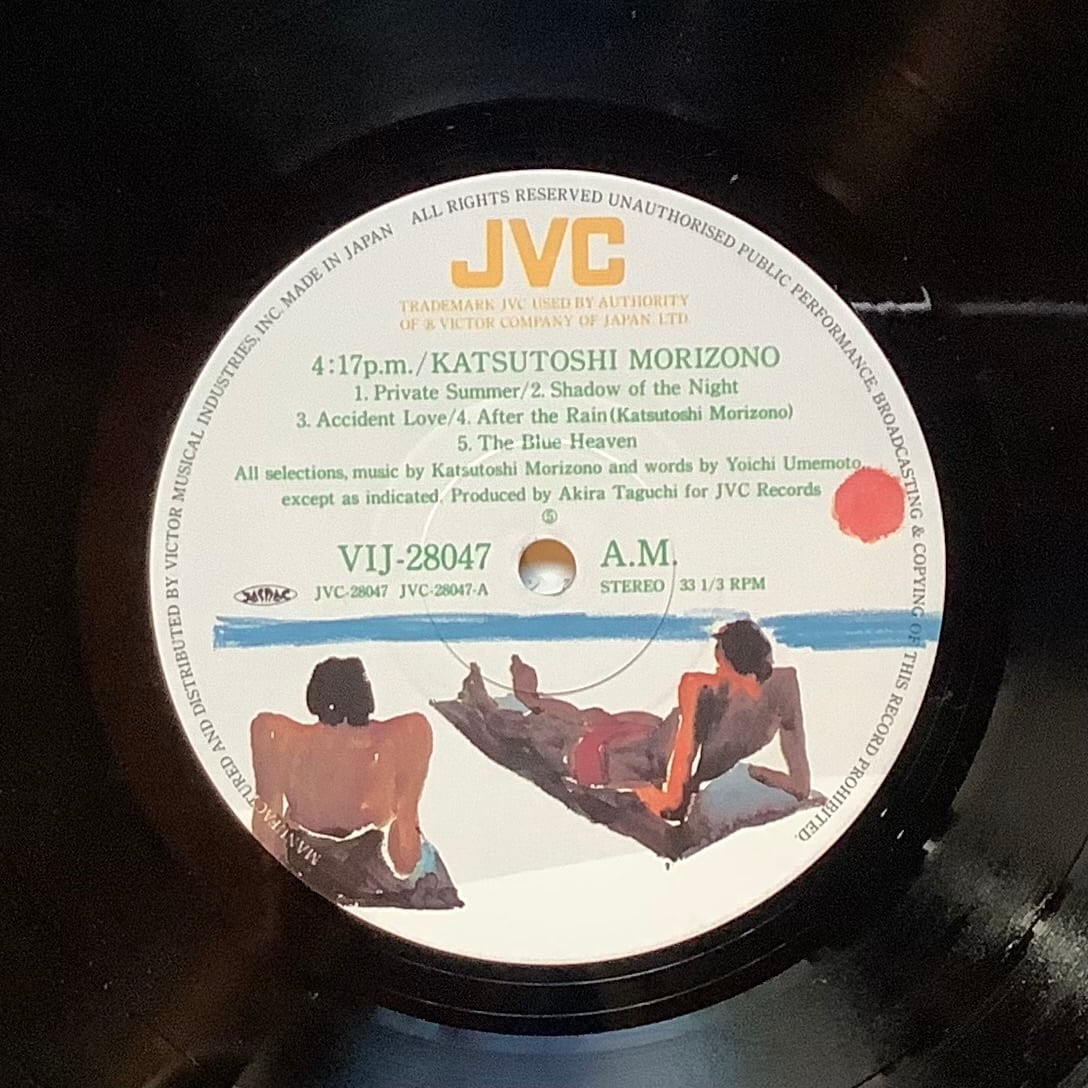 MANUFACTURED AND DISTRIBUTED BY VICTOR MUSICAL INDUSTRIES, INC. MADE IN JAPAN ALL RIGHTS RESERVED UNAUTHORISED PUBLIC PERFORMANCE, BROADCASTING & COPYING OF THIS RECORD PROHIBITED.
JVC
TRADEMARK JVC USED BY AUTHORITY
OF & VICTOR COMPANY OF JAPAN LTD.
4:17p.m./KATSUTOSHI MORIZONO
1. Private Summer/2. Shadow of the Night
3. Accident Love/4. After the Rain(Katsutoshi Morizono)
5. The Blue Heaven
All selections, music by Katsutoshi Morizono and words by Yoichi Umemoto,
except as indicated. Produced by Akira Taguchi for JVC Records
VIJ-28047 A.M.
JASRAC JVC-28047 JVC-28047-A STEREO 33 1/3 RPM